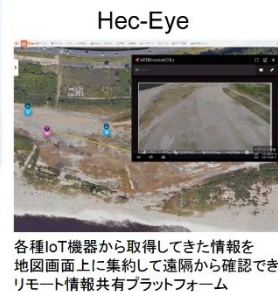 Hec-Eye
各種IoT機器から取得してきた情報を
地図画面上に集約して遠隔から確認でき
リモート情報共有プラットフォーム